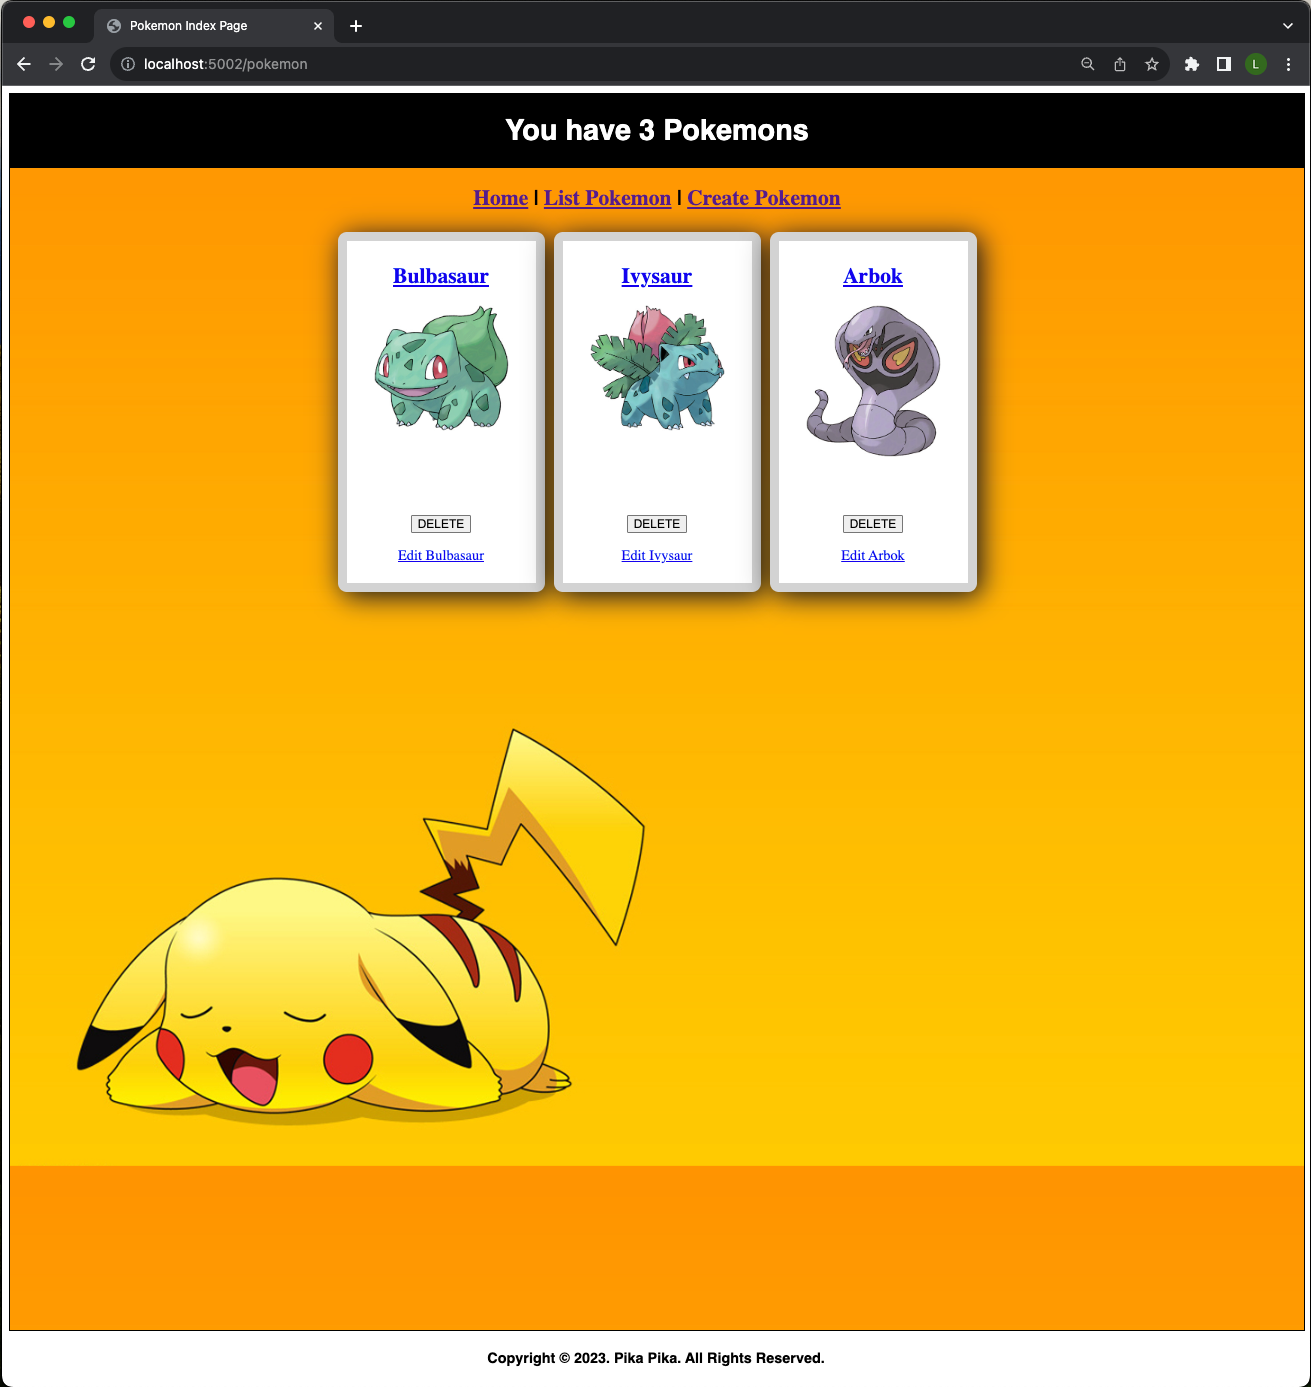 Pokemon Index Page
localhost:5002/pokemon
L
You have 3 Pokemons
Home | List Pokemon | Create Pokemon
Bulbasaur
Ivysaur
Arbok
DELETE
DELETE
DELETE
Edit Bulbasaur
Edit Ivysaur
Edit Arbok
Copyright © 2023. Pika Pika. All Rights Reserved.